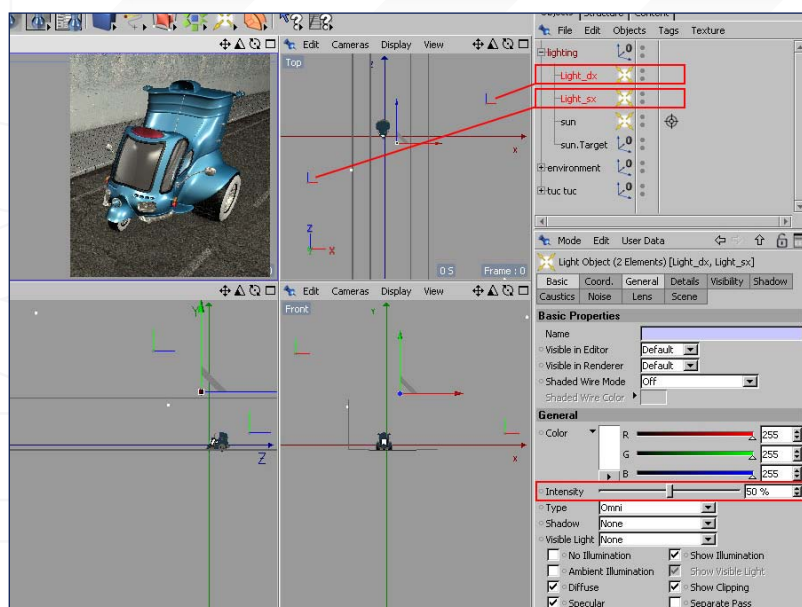 Objects Structure Content
File Edit Objects Tags Texture
lighting
Light_dx
Light_sx
sun
sun.Target
environment
tuc tuc
Edit Cameras Display View
Top
z
x
Z
Y X
0 S Frame : 0
Mode Edit User Data
Light Object (2 Elements) [Light_dx, Light_sx]
Basic Coord. General Details Visibility Shadow
Caustics Noise Lens Scene
Basic Properties
Name
Visible in Editor Default
Visible in Renderer Default
Shaded Wire Mode Off
Shaded Wire Color
General
Color R 255
G 255
B 255
Intensity 50 %
Type Omni
Shadow None
Visible Light None
No Illumination Show Illumination
Ambient Illumination Show Visible Light
Diffuse Show Clipping
Specular Separate Pass
Edit Cameras Display View
Front
Y
Z
Y
x